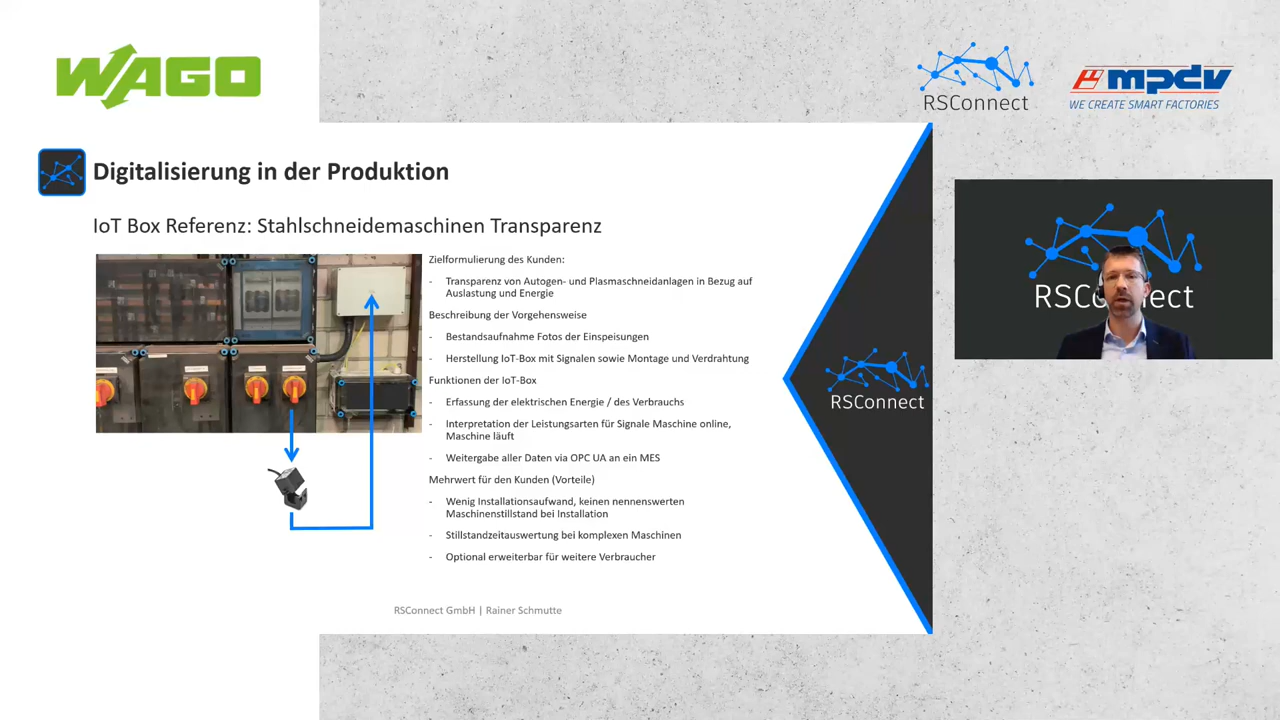 WAGO
RSConnect
mpdv
WE CREATE SMART FACTORIES
Digitalisierung in der Produktion
IoT Box Referenz: Stahlschneidemaschinen Transparenz
Zielformulierung des Kunden:
- Transparenz von Autogen- und Plasmaschneidanlagen in Bezug auf
Auslastung und Energie
Beschreibung der Vorgehensweise
- Bestandsaufnahme Fotos der Einspeisungen
- Herstellung IoT-Box mit Signalen sowie Montage und Verdrahtung
Funktionen der IoT-Box
- Erfassung der elektrischen Energie / des Verbrauchs
- Interpretation der Leistungsarten für Signale Maschine online,
Maschine läuft
- Weitergabe aller Daten via OPC UA an ein MES
Mehrwert für den Kunden (Vorteile)
- Wenig Installationsaufwand, keinen nennenswerten
Maschinenstillstand bei Installation
- Stillstandzeitauswertung bei komplexen Maschinen
- Optional erweiterbar für weitere Verbraucher
RSConnect GmbH | Rainer Schmutte
RSConnect
RSConnect